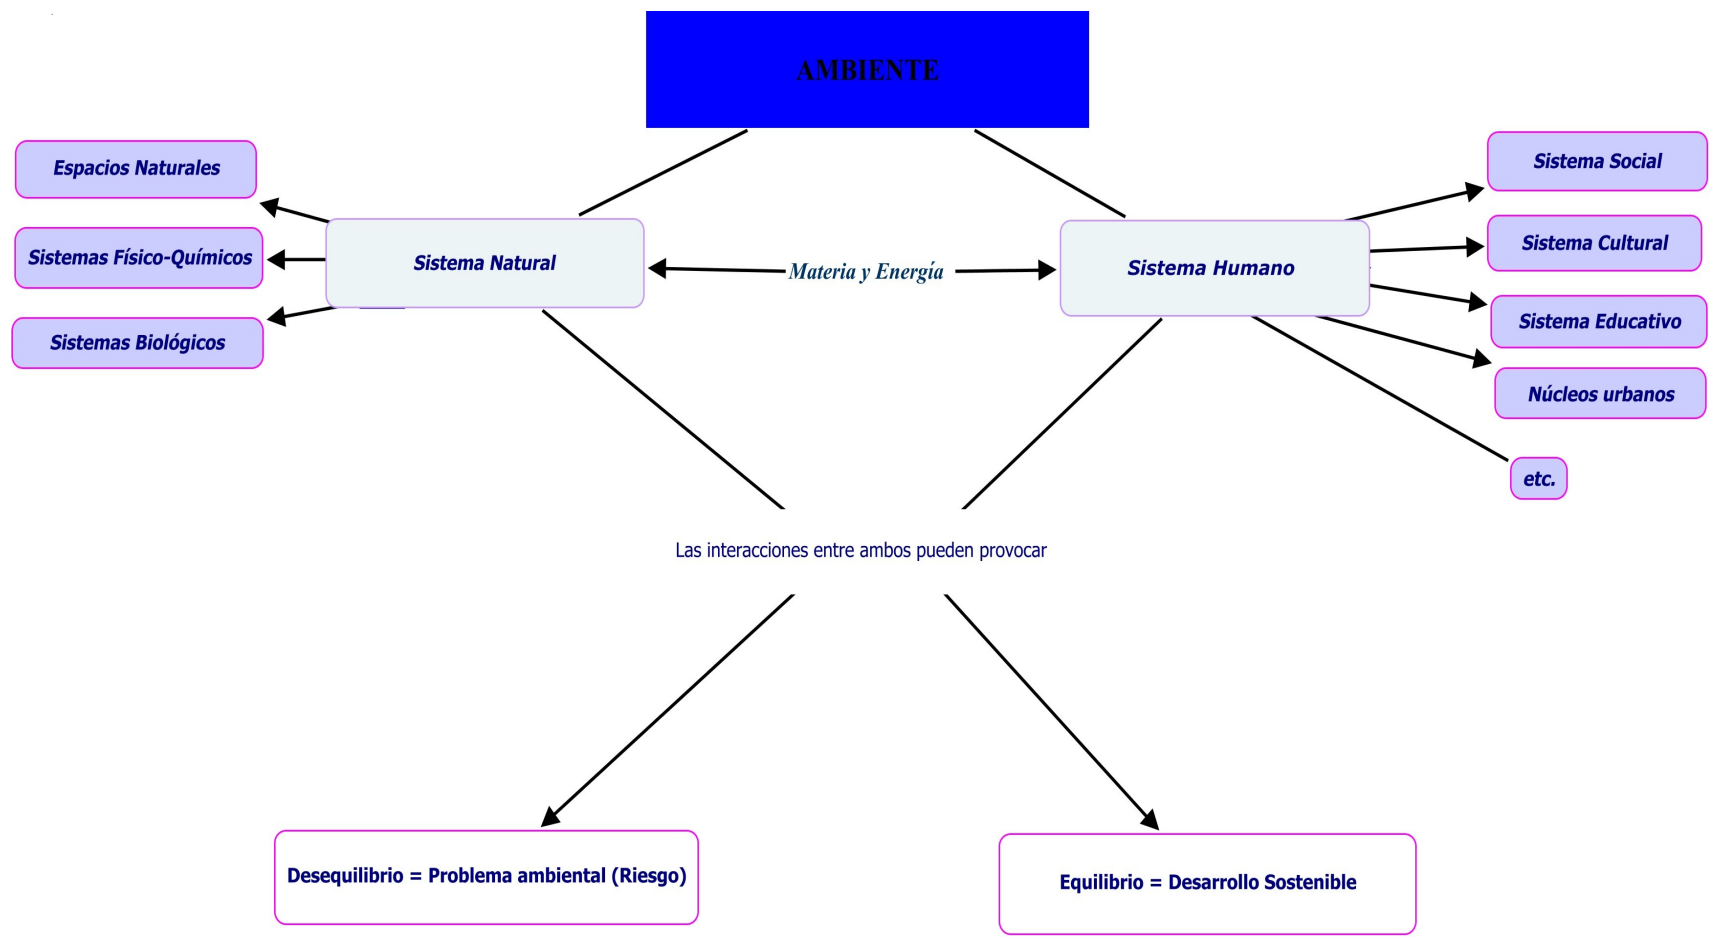 AMBIENTE
Espacios Naturales
Sistemas Físico-Químicos
Sistemas Biológicos
Sistema Natural
Materia y Energía
Sistema Humano
Sistema Social
Sistema Cultural
Sistema Educativo
Núcleos urbanos
etc.
Las interacciones entre ambos pueden provocar
Desequilibrio = Problema ambiental (Riesgo)
Equilibrio = Desarrollo Sostenible